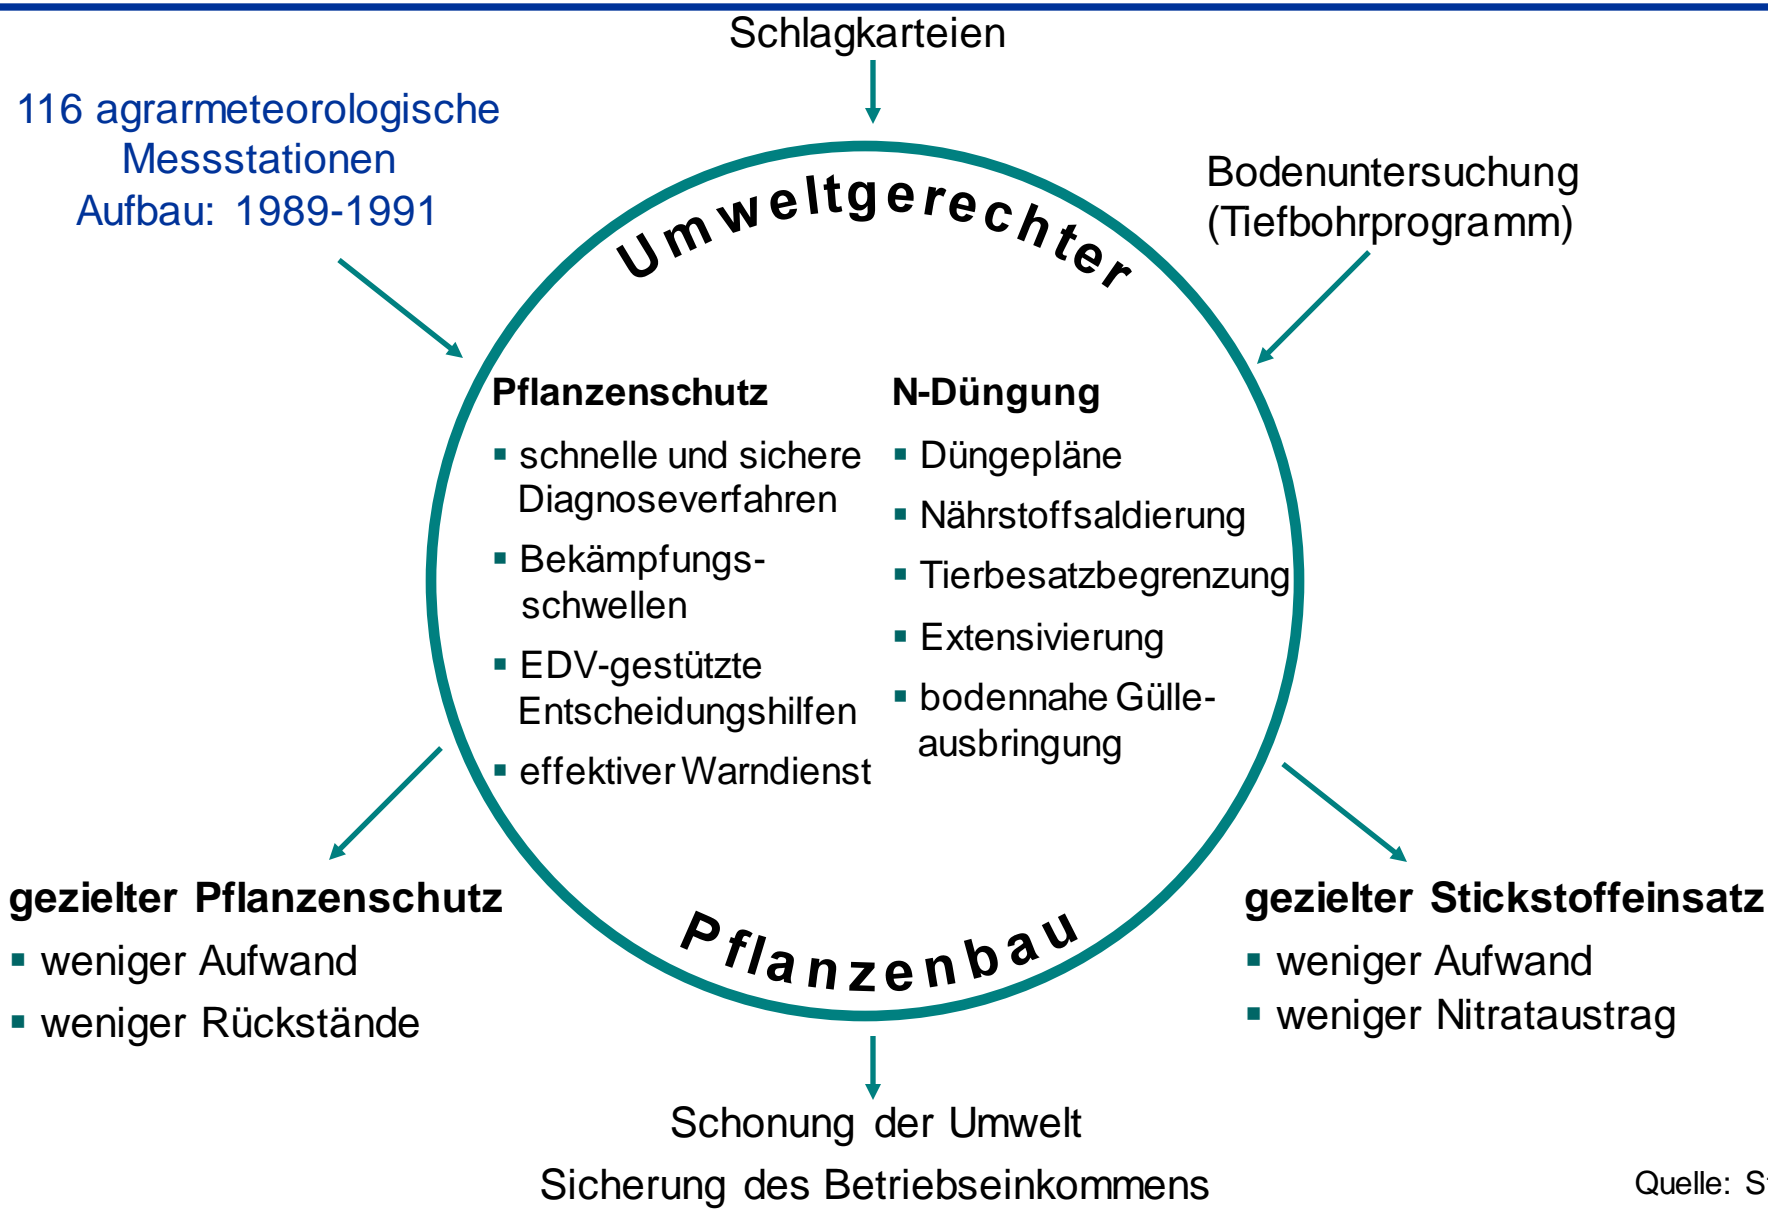 Schlagkarteien
116 agrarmeteorologische
Messstationen
Aufbau: 1989-1991
Bodenuntersuchung
(Tiefbohrprogramm)
Umweltgerechter
Pflanzenschutz
▪ schnelle und sichere
Diagnoseverfahren
▪ Bekämpfungs-
schwellen
▪ EDV-gestützte
Entscheidungshilfen
▪ effektiver Warndienst
N-Düngung
▪ Düngepläne
▪ Nährstoffsaldierung
▪ Tierbesatzbegrenzung
▪ Extensivierung
▪ bodennahe Gülle-
ausbringung
Pflanzenbau
gezielter Pflanzenschutz
▪ weniger Aufwand
▪ weniger Rückstände
gezielter Stickstoffeinsatz
▪ weniger Aufwand
▪ weniger Nitrataustrag
Schonung der Umwelt
Sicherung des Betriebseinkommens
Quelle: